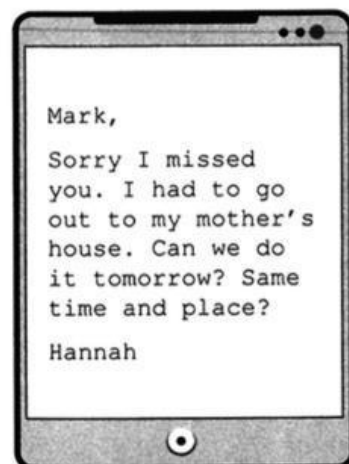 Mark,
Sorry I missed
you. I had to go
out to my mother's
house. Can we do
it tomorrow? Same
time and place?
Hannah